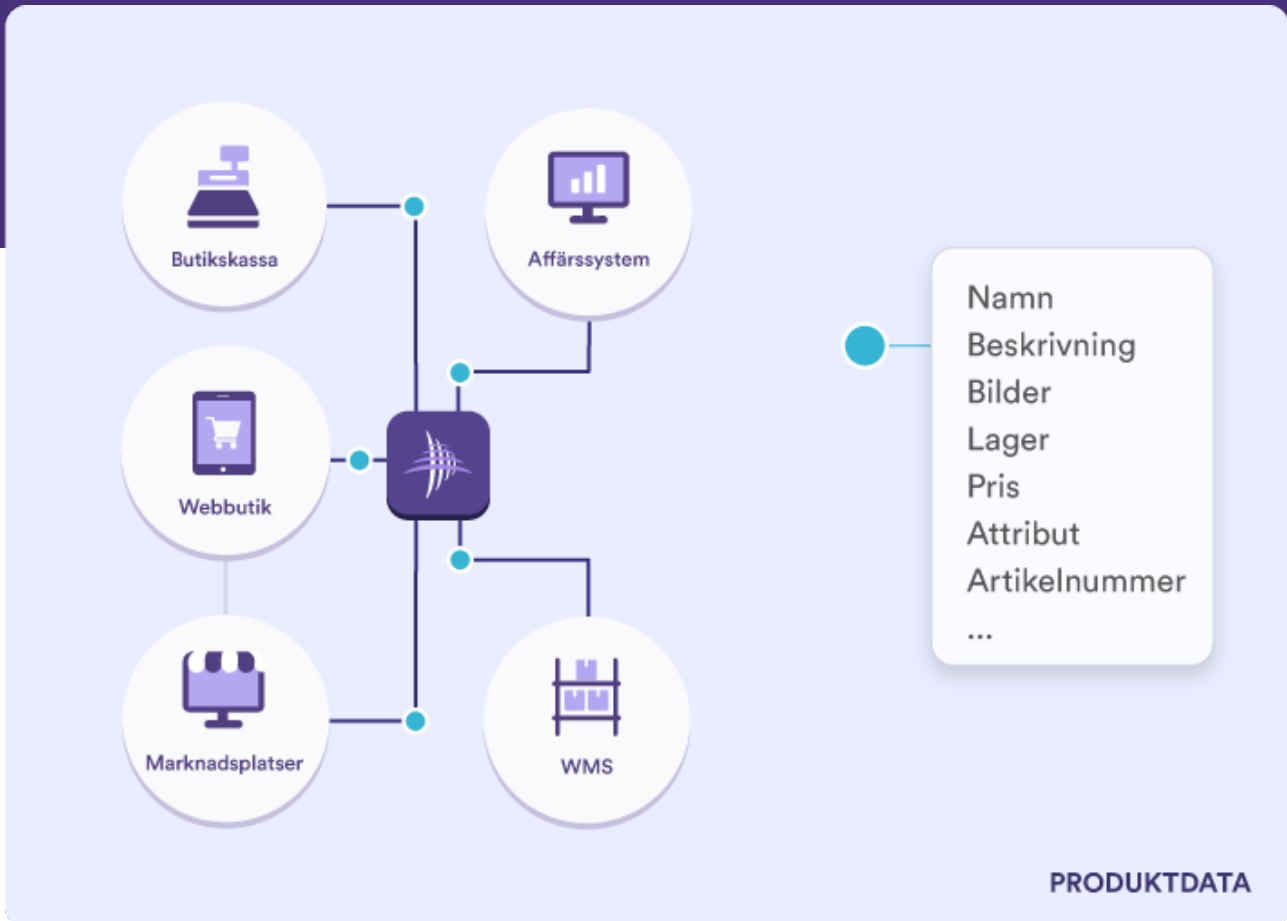 Butikskassa
Affärssystem
Webbutik
Marknadsplatser
WMS
Namn
Beskrivning
Bilder
Lager
Pris
Attribut
Artikelnummer
...
PRODUKTDATA